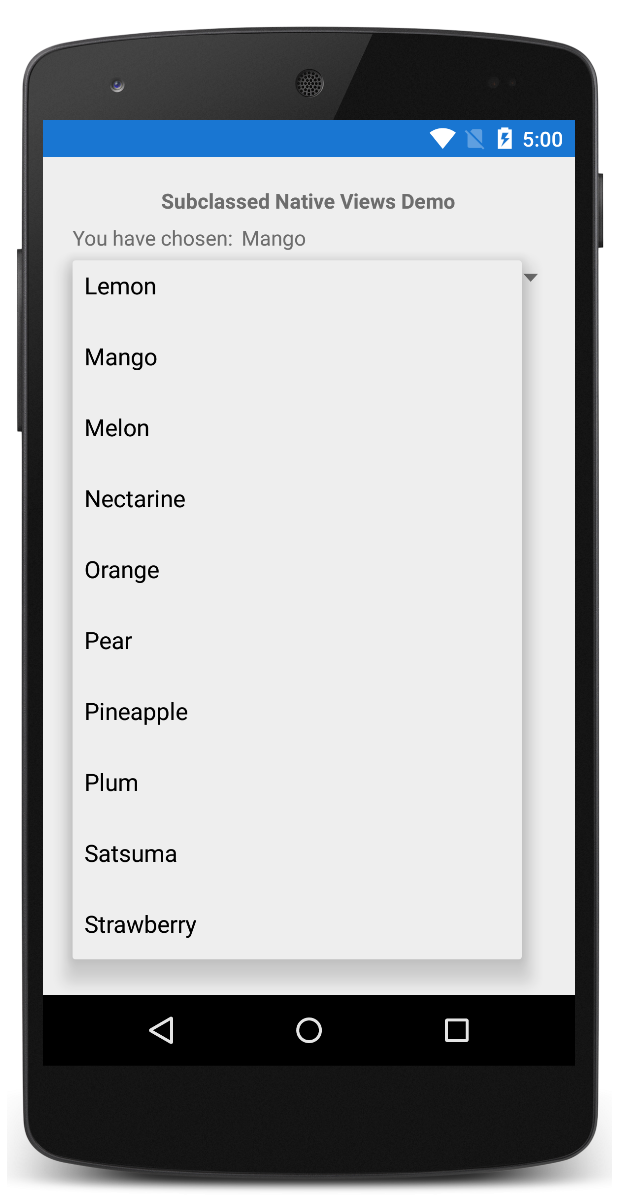 5:00
Subclassed Native Views Demo
You have chosen: Mango
Lemon
Mango
Melon
Nectarine
Orange
Pear
Pineapple
Plum
Satsuma
Strawberry